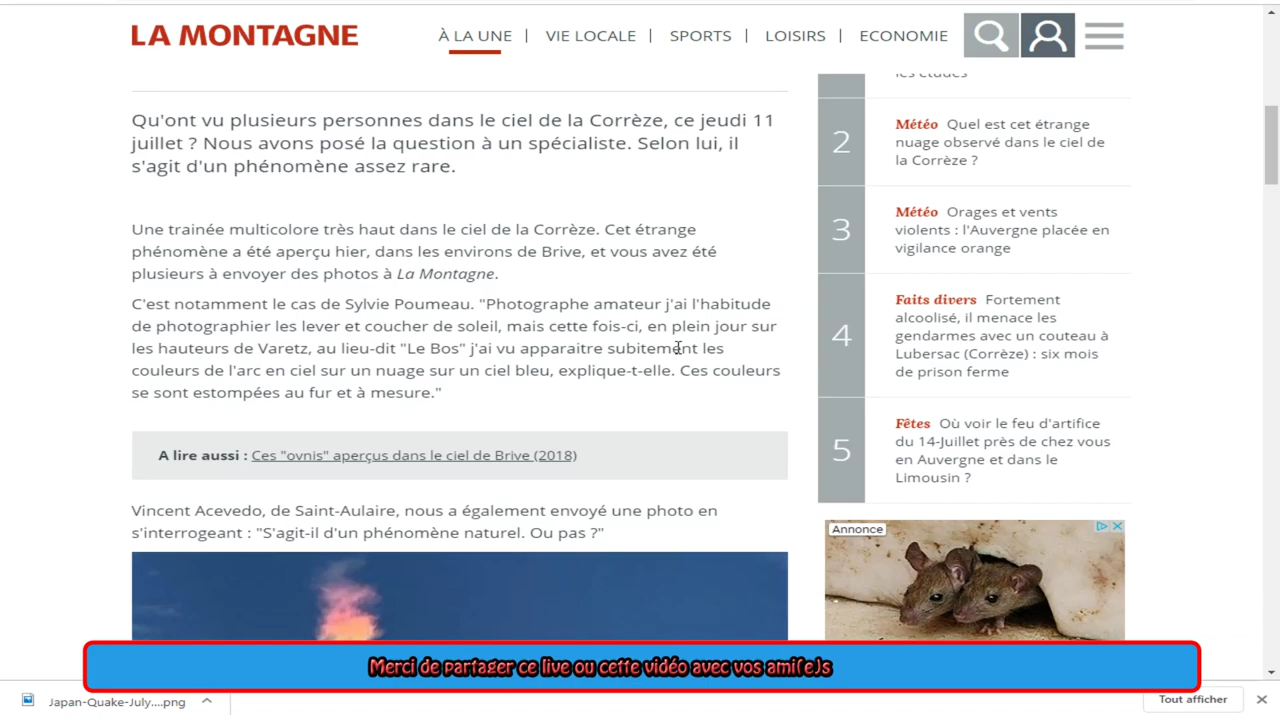 LA MONTAGNE
À LA UNE | VIE LOCALE | SPORTS | LOISIRS | ECONOMIE
Qu'ont vu plusieurs personnes dans le ciel de la Corrèze, ce jeudi 11
juillet ? Nous avons posé la question à un spécialiste. Selon lui, il
s'agit d'un phénomène assez rare.
Une trainée multicolore très haut dans le ciel de la Corrèze. Cet étrange
phénomène a été aperçu hier, dans les environs de Brive, et vous avez été
plusieurs à envoyer des photos à La Montagne.
C'est notamment le cas de Sylvie Poumeau. "Photographe amateur j'ai l'habitude
de photographier les lever et coucher de soleil, mais cette fois-ci, en plein jour sur
les hauteurs de Varetz, au lieu-dit "Le Bos" j'ai vu apparaitre subitement les
couleurs de l'arc en ciel sur un nuage sur un ciel bleu, explique-t-elle. Ces couleurs
se sont estompées au fur et à mesure."
A lire aussi : Ces "ovnis" aperçus dans le ciel de Brive (2018)
Vincent Acevedo, de Saint-Aulaire, nous a également envoyé une photo en
s'interrogeant : "S'agit-il d'un phénomène naturel. Ou pas ?"
les études
2
Météo Quel est cet étrange
nuage observé dans le ciel de
la Corrèze ?
3
Météo Orages et vents
violents : l'Auvergne placée en
vigilance orange
4
Faits divers Fortement
alcoolisé, il menace les
gendarmes avec un couteau à
Lubersac (Corrèze) : six mois
de prison ferme
5
Fêtes Où voir le feu d'artifice
du 14-Juillet près de chez vous
en Auvergne et dans le
Limousin ?
Annonce
Merci de partager ce live ou cette vidéo avec vos ami(e)s
Japan-Quake-July....png
Tout afficher